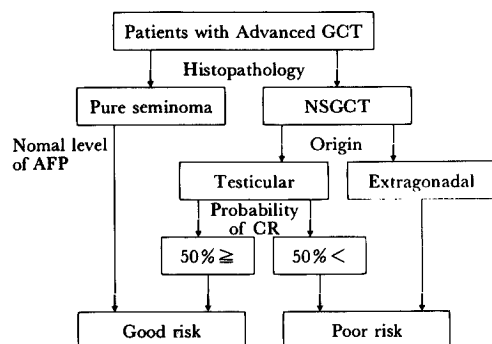 Patients with Advanced GCT
Histopathology
Pure seminoma
NSGCT
Nomal level
of AFP
Origin
Testicular
Extragonadal
Probability
of CR
50% ≧
50% <
Good risk
Poor risk